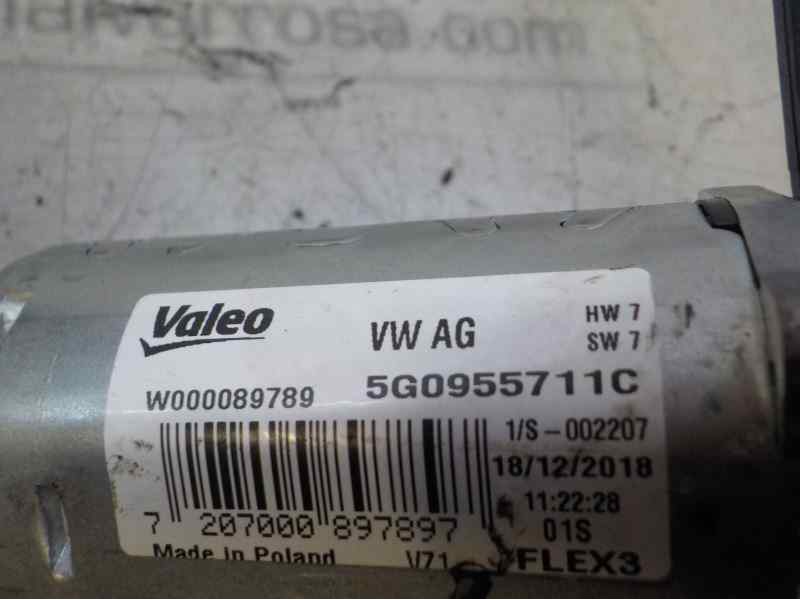 Valeo
VW AG
HW 7
SW 7
W000089789
5G0955711C
1/S-002207
18/12/2018
11:22:28
7 207000 897897
01S
Made in Poland
V71
FLEX3